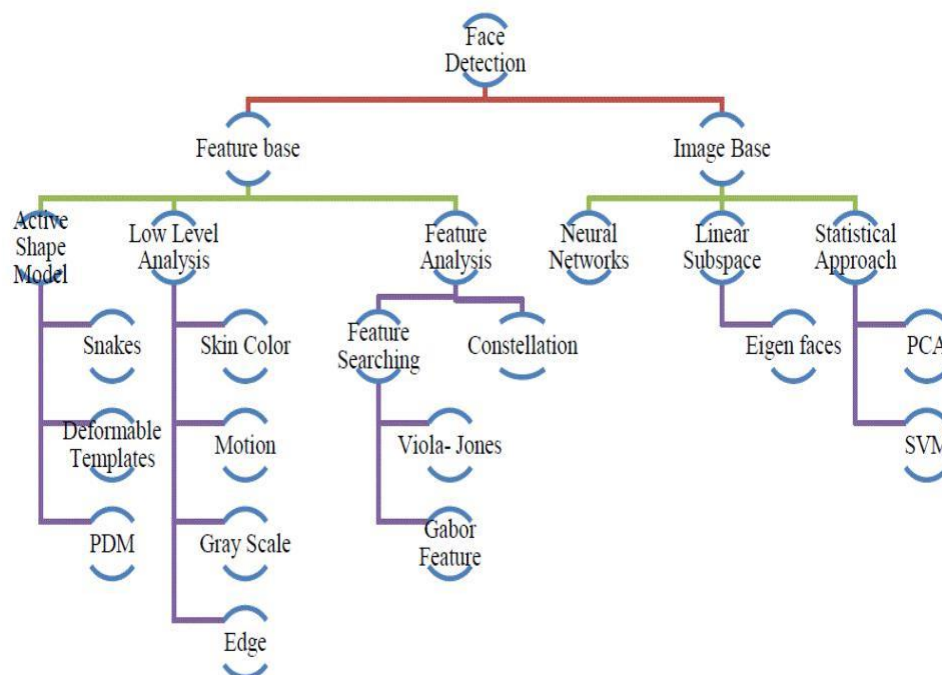 Face
Detection
Feature base
Image Base
Active
Shape
Model
Low Level
Analysis
Feature
Analysis
Neural
Networks
Linear
Subspace
Statistical
Approach
Snakes
Skin Color
Feature
Searching
Constellation
Eigen faces
PCA
Deformable
Templates
Motion
Viola- Jones
SVM
PDM
Gray Scale
Gabor
Feature
Edge